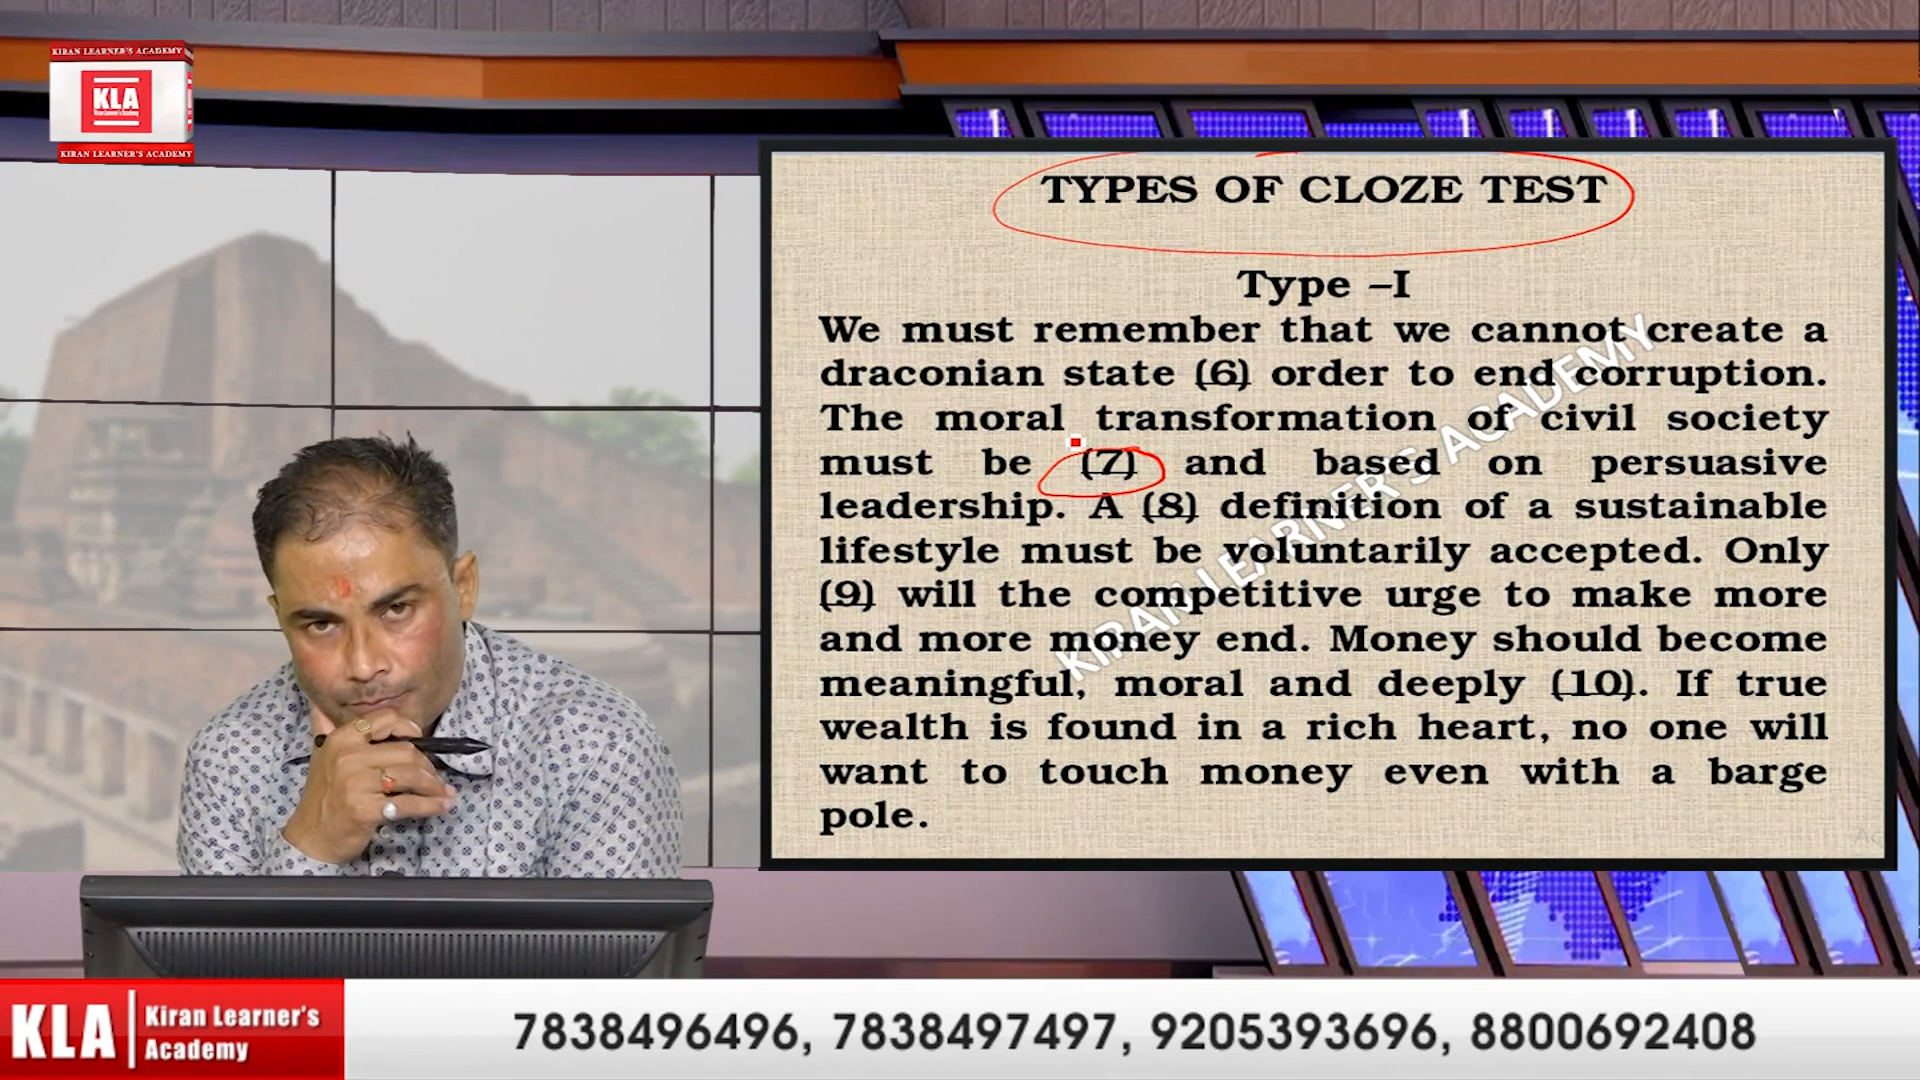 KIRAN LEARNER'S ACADEMY
KLA
Kiran Learner's Academy
KIRAN LEARNER'S ACADEMY
TYPES OF CLOZE TEST
Type –I
We must remember that we cannot create a
draconian state (6) order to end corruption.
The moral transformation of civil society
must be (7) and based on persuasive
leadership. A (8) definition of a sustainable
lifestyle must be voluntarily accepted. Only
(9) will the competitive urge to make more
and more money end. Money should become
meaningful, moral and deeply (10). If true
wealth is found in a rich heart, no one will
want to touch money even with a barge
pole.
KIRAN LEARNER'S ACADEMY
KLA
Kiran Learner's
Academy
7838496496, 7838497497, 9205393696, 8800692408